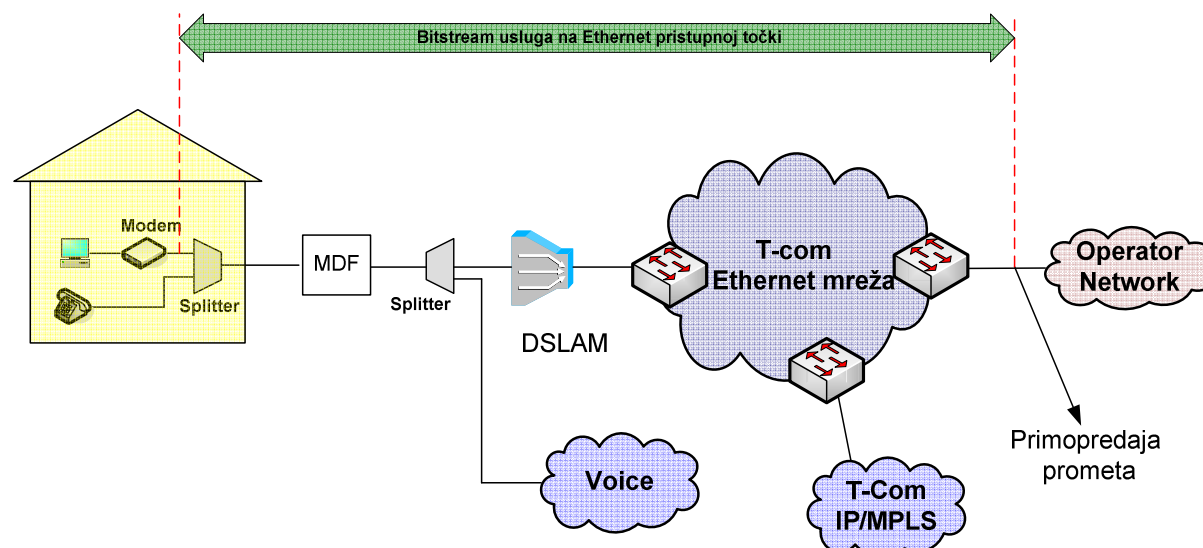 Bitstream usluga na Ethernet pristupnoj točki
Modem
Splitter
MDF
Splitter
DSLAM
T-com
Ethernet mreža
Operator
Network
Primopredaja
prometa
Voice
T-Com
IP/MPLS